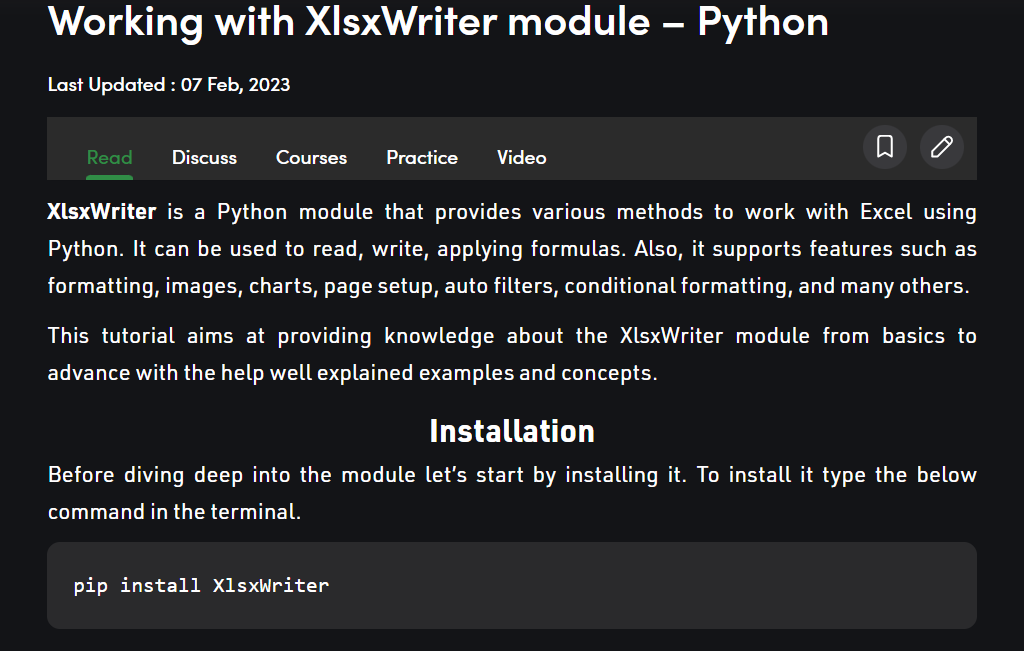 Working with XlsxWriter module – Python
Last Updated : 07 Feb, 2023
Read Discuss Courses Practice Video
XlsxWriter is a Python module that provides various methods to work with Excel using
Python. It can be used to read, write, applying formulas. Also, it supports features such as
formatting, images, charts, page setup, auto filters, conditional formatting, and many others.
This tutorial aims at providing knowledge about the XlsxWriter module from basics to
advance with the help well explained examples and concepts.
Installation
Before diving deep into the module let’s start by installing it. To install it type the below
command in the terminal.
pip install XlsxWriter